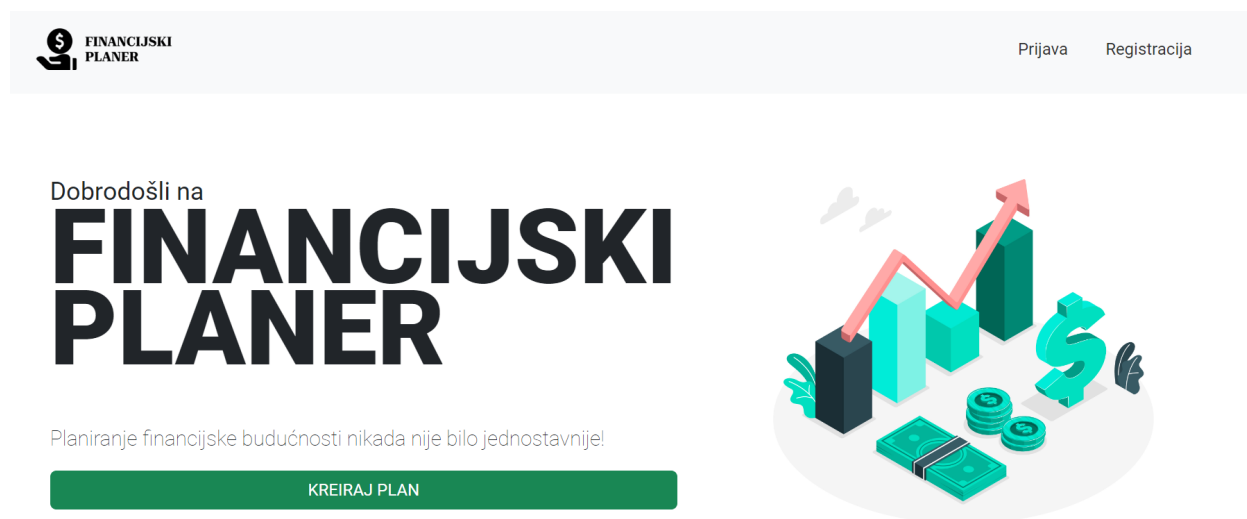 FINANCIJSKI
PLANER
Prijava
Registracija
Dobrodošli na
FINANCIJSKI
PLANER
Planiranje financijske budućnosti nikada nije bilo jednostavnije!
KREIRAJ PLAN